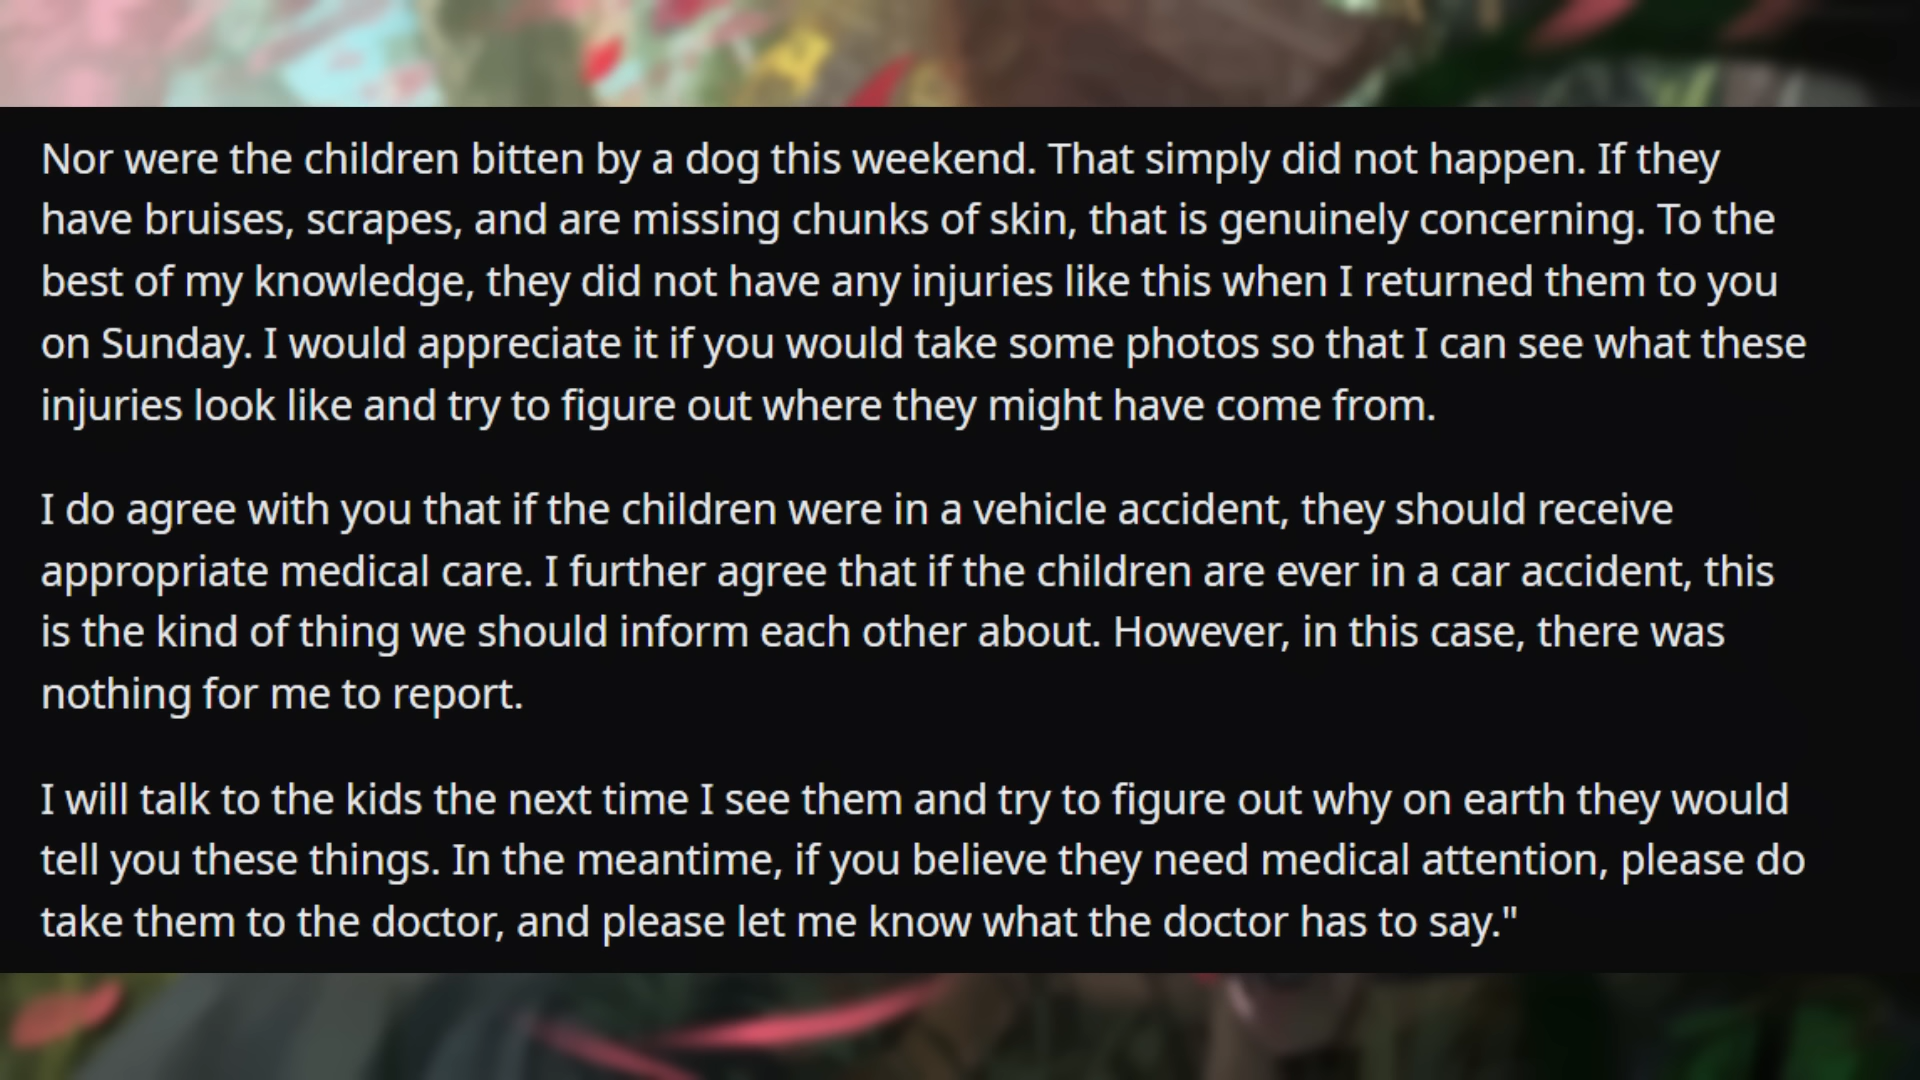 Nor were the children bitten by a dog this weekend. That simply did not happen. If they
have bruises, scrapes, and are missing chunks of skin, that is genuinely concerning. To the
best of my knowledge, they did not have any injuries like this when I returned them to you
on Sunday. I would appreciate it if you would take some photos so that I can see what these
injuries look like and try to figure out where they might have come from.
I do agree with you that if the children were in a vehicle accident, they should receive
appropriate medical care. I further agree that if the children are ever in a car accident, this
is the kind of thing we should inform each other about. However, in this case, there was
nothing for me to report.
I will talk to the kids the next time I see them and try to figure out why on earth they would
tell you these things. In the meantime, if you believe they need medical attention, please do
take them to the doctor, and please let me know what the doctor has to say."